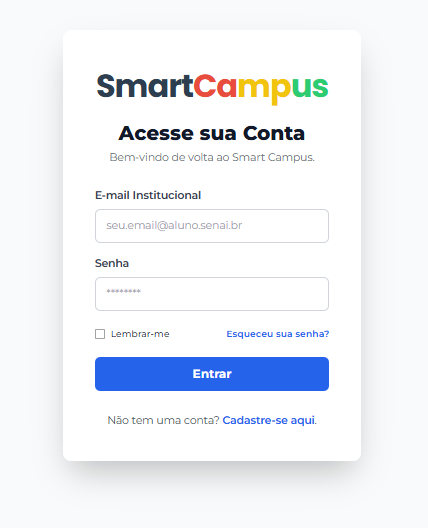 SmartCampus
Acesse sua Conta
Bem-vindo de volta ao Smart Campus.
E-mail Institucional
seu.email@aluno.senai.br
Senha
********
Lembrar-me
Esqueceu sua senha?
Entrar
Não tem uma conta? Cadastre-se aqui.